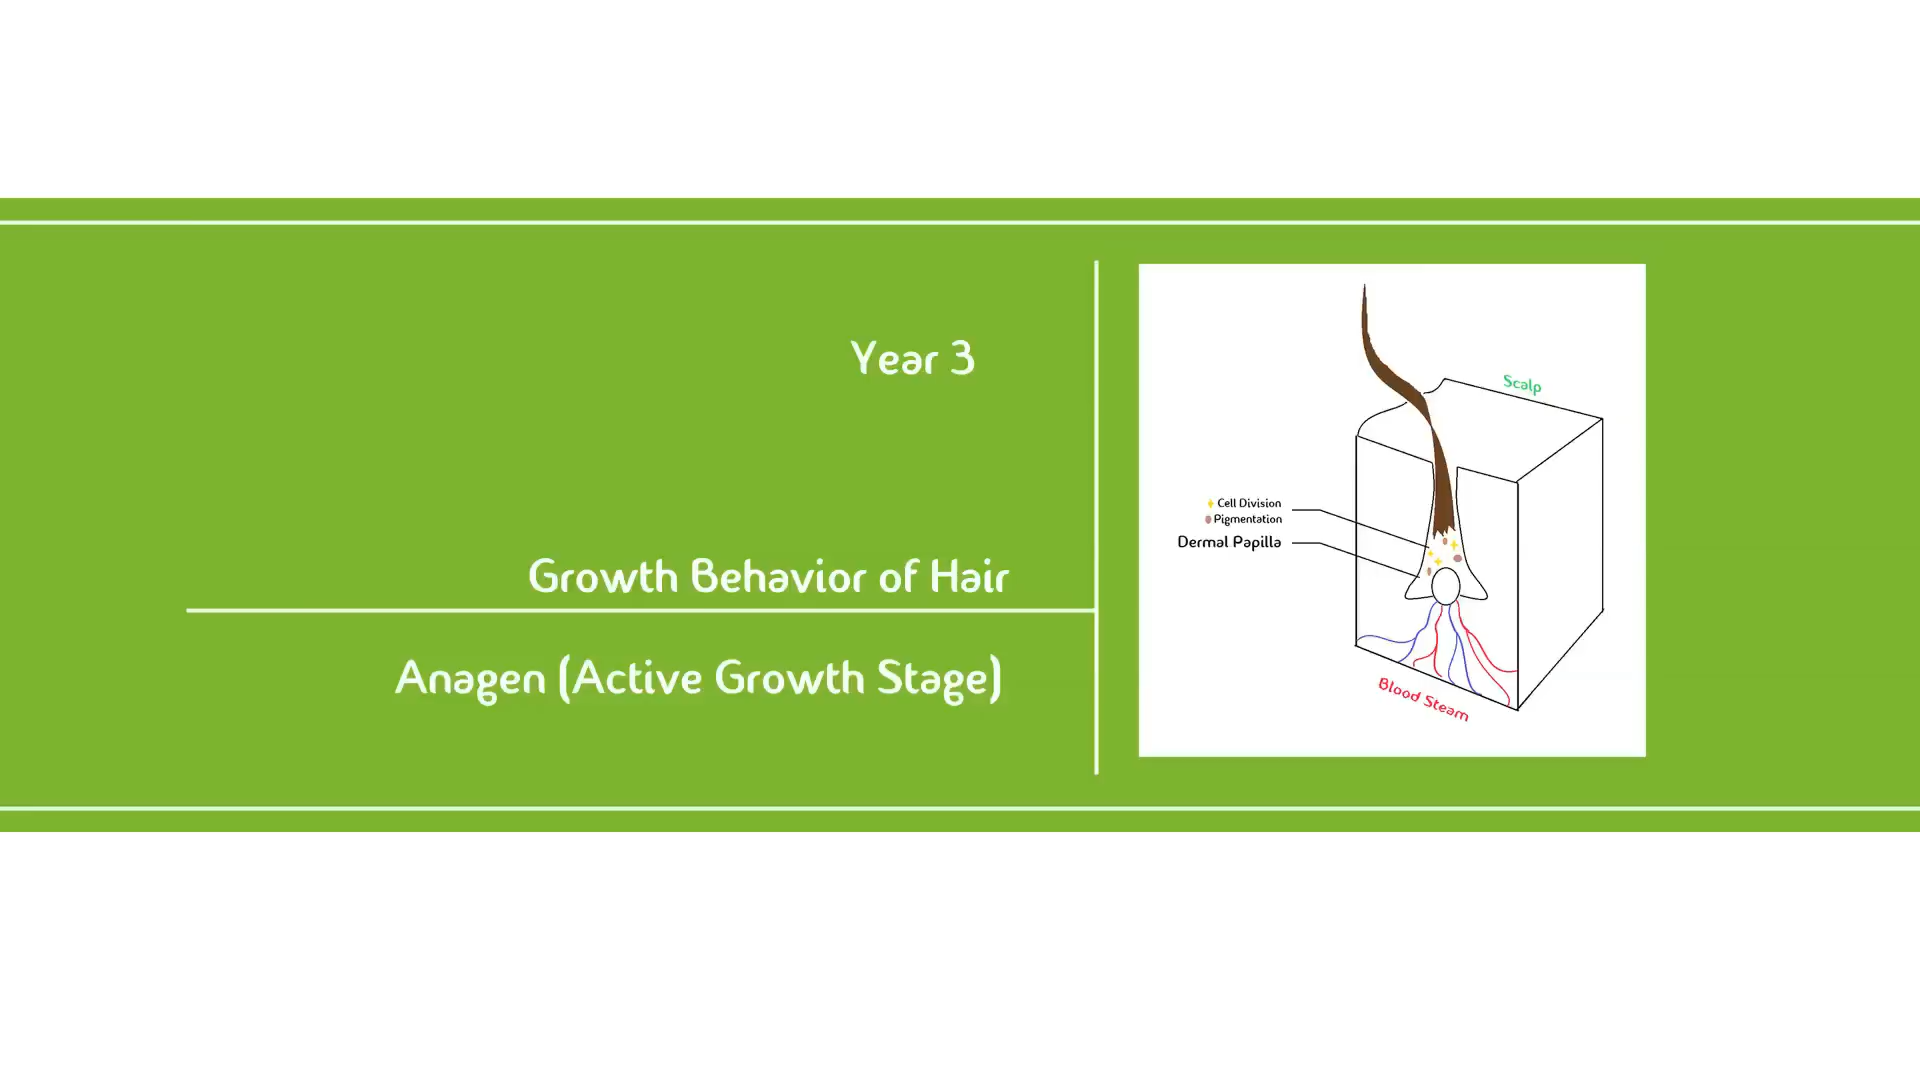 Year 3
Growth Behavior of Hair
Anagen (Active Growth Stage)
Scalp
Cell Division
Pigmentation
Dermal Papilla
Blood Steam